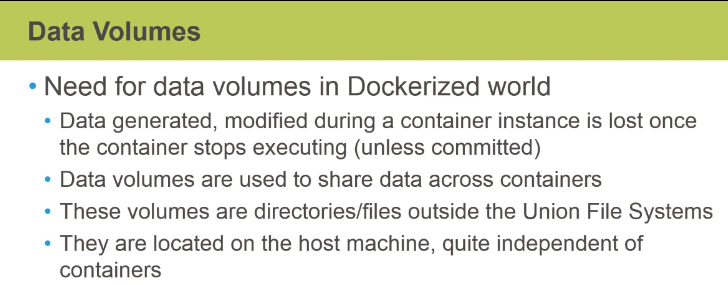 Data Volumes
• Need for data volumes in Dockerized world
• Data generated, modified during a container instance is lost once
the container stops executing (unless committed)
• Data volumes are used to share data across containers
• These volumes are directories/files outside the Union File Systems
• They are located on the host machine, quite independent of
containers